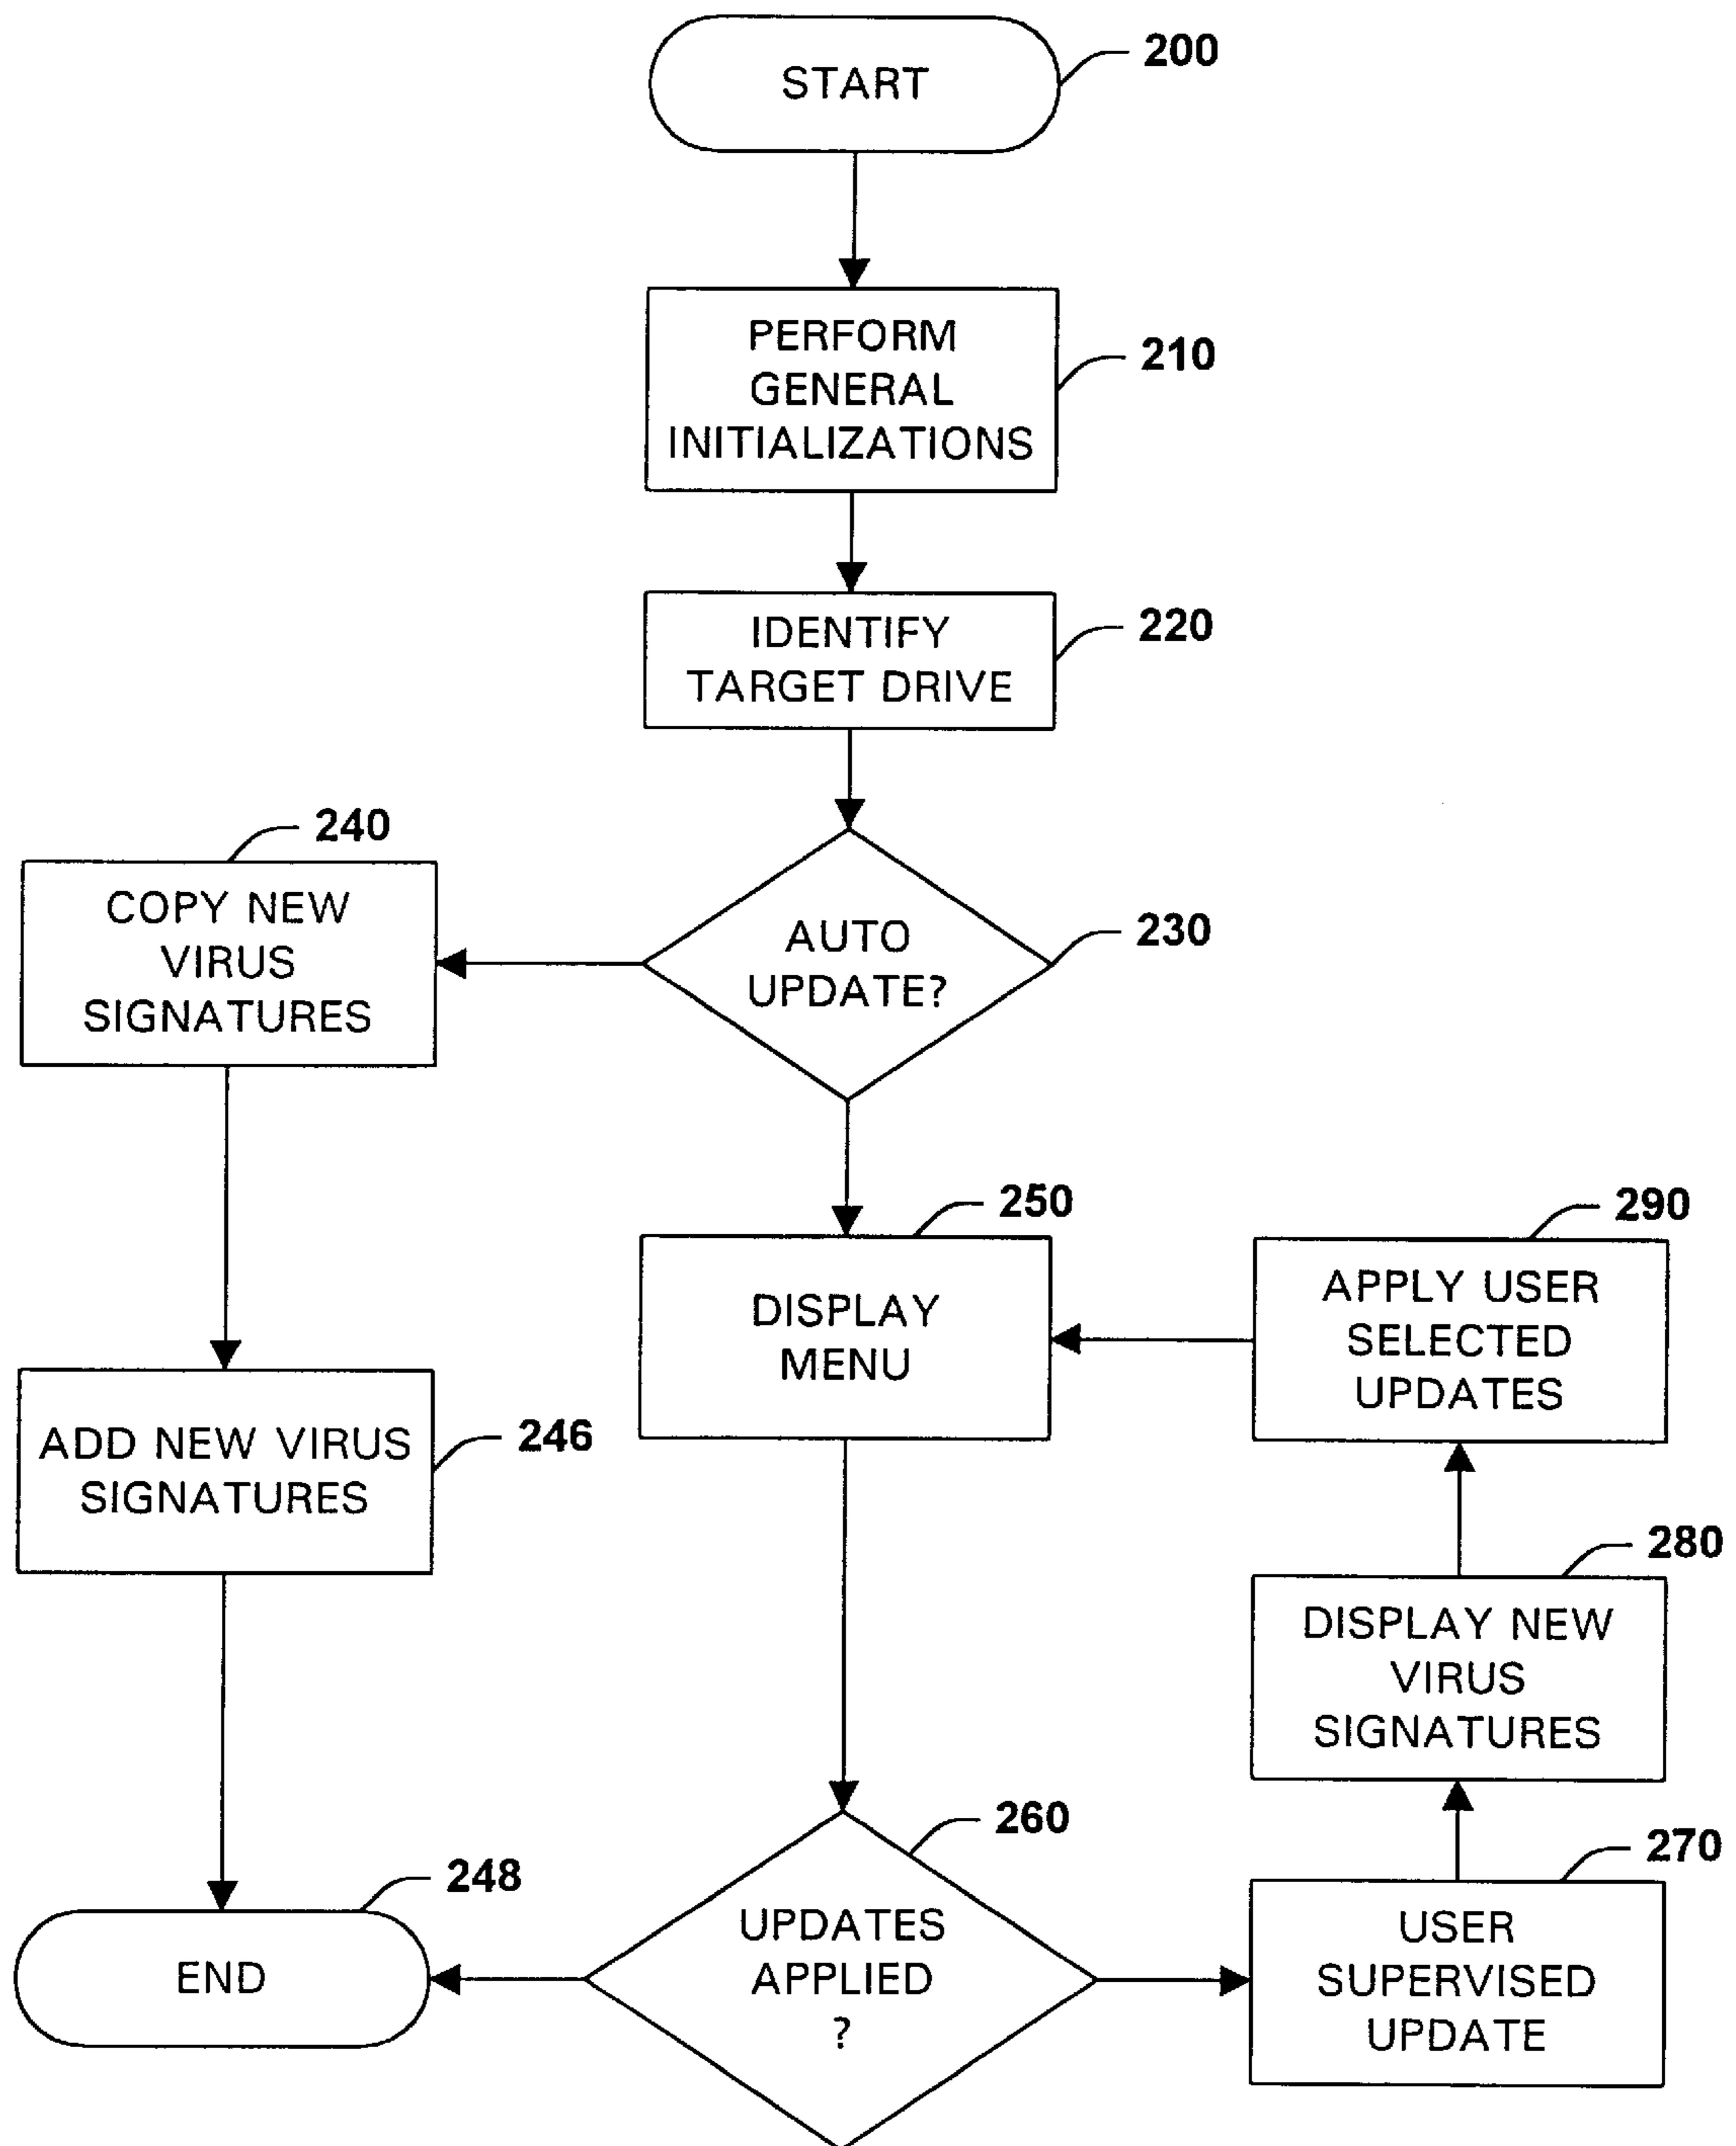 START
200
PERFORM
GENERAL
INITIALIZATIONS
210
IDENTIFY
TARGET DRIVE
220
AUTO
UPDATE?
230
240
COPY NEW
VIRUS
SIGNATURES
ADD NEW VIRUS
SIGNATURES
246
250
DISPLAY
MENU
290
APPLY USER
SELECTED
UPDATES
280
DISPLAY NEW
VIRUS
SIGNATURES
270
USER
SUPERVISED
UPDATE
260
UPDATES
APPLIED
?
248
END